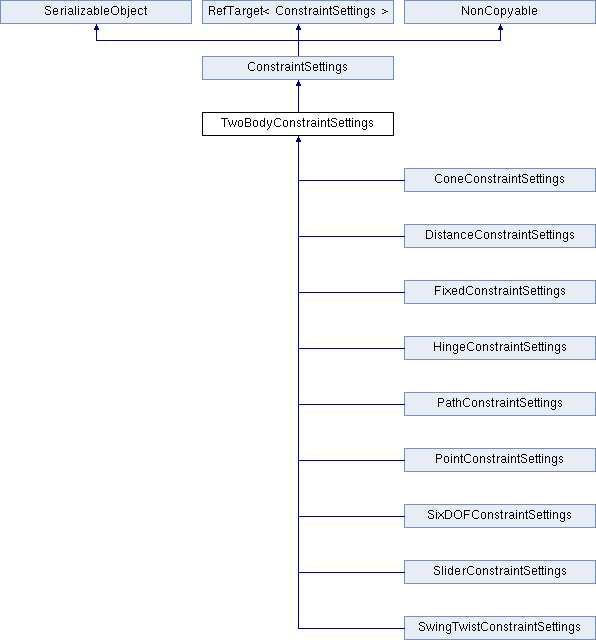 SerializableObject
RefTarget< ConstraintSettings >
NonCopyable
ConstraintSettings
TwoBodyConstraintSettings
ConeConstraintSettings
DistanceConstraintSettings
FixedConstraintSettings
HingeConstraintSettings
PathConstraintSettings
PointConstraintSettings
SixDOFConstraintSettings
SliderConstraintSettings
SwingTwistConstraintSettings